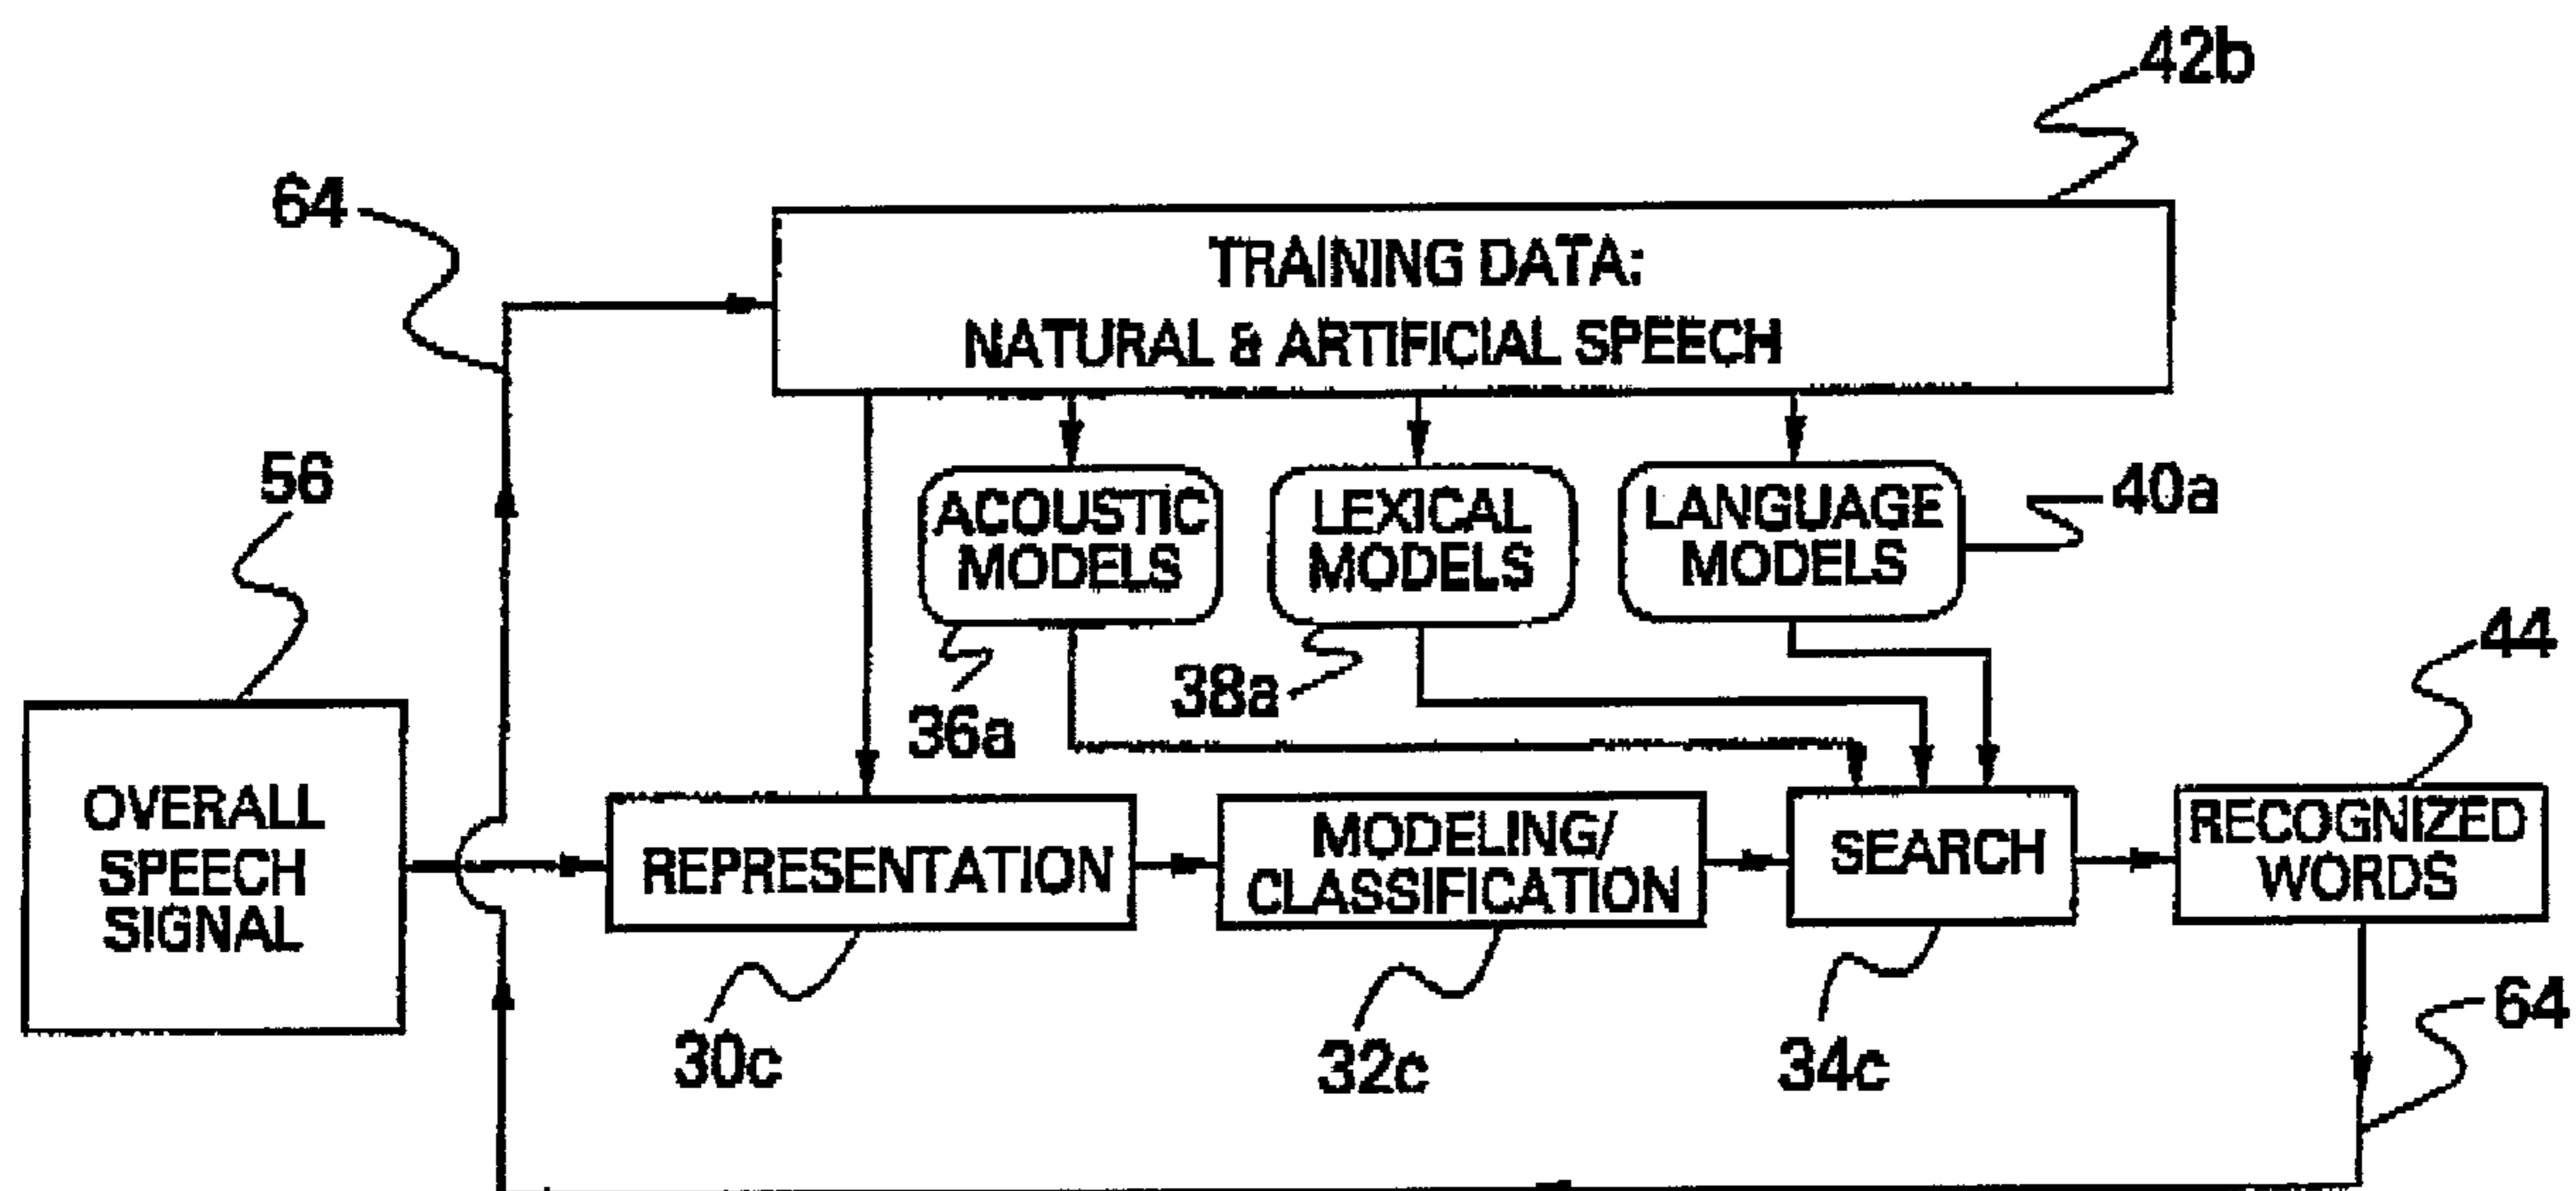 42b
64
TRAINING DATA:
NATURAL & ARTIFICIAL SPEECH
56
ACOUSTIC
MODELS
LEXICAL
MODELS
LANGUAGE
MODELS
40a
44
36a
38a
OVERALL
SPEECH
SIGNAL
REPRESENTATION
MODELING/
CLASSIFICATION
SEARCH
RECOGNIZED
WORDS
30c
32c
34c
64